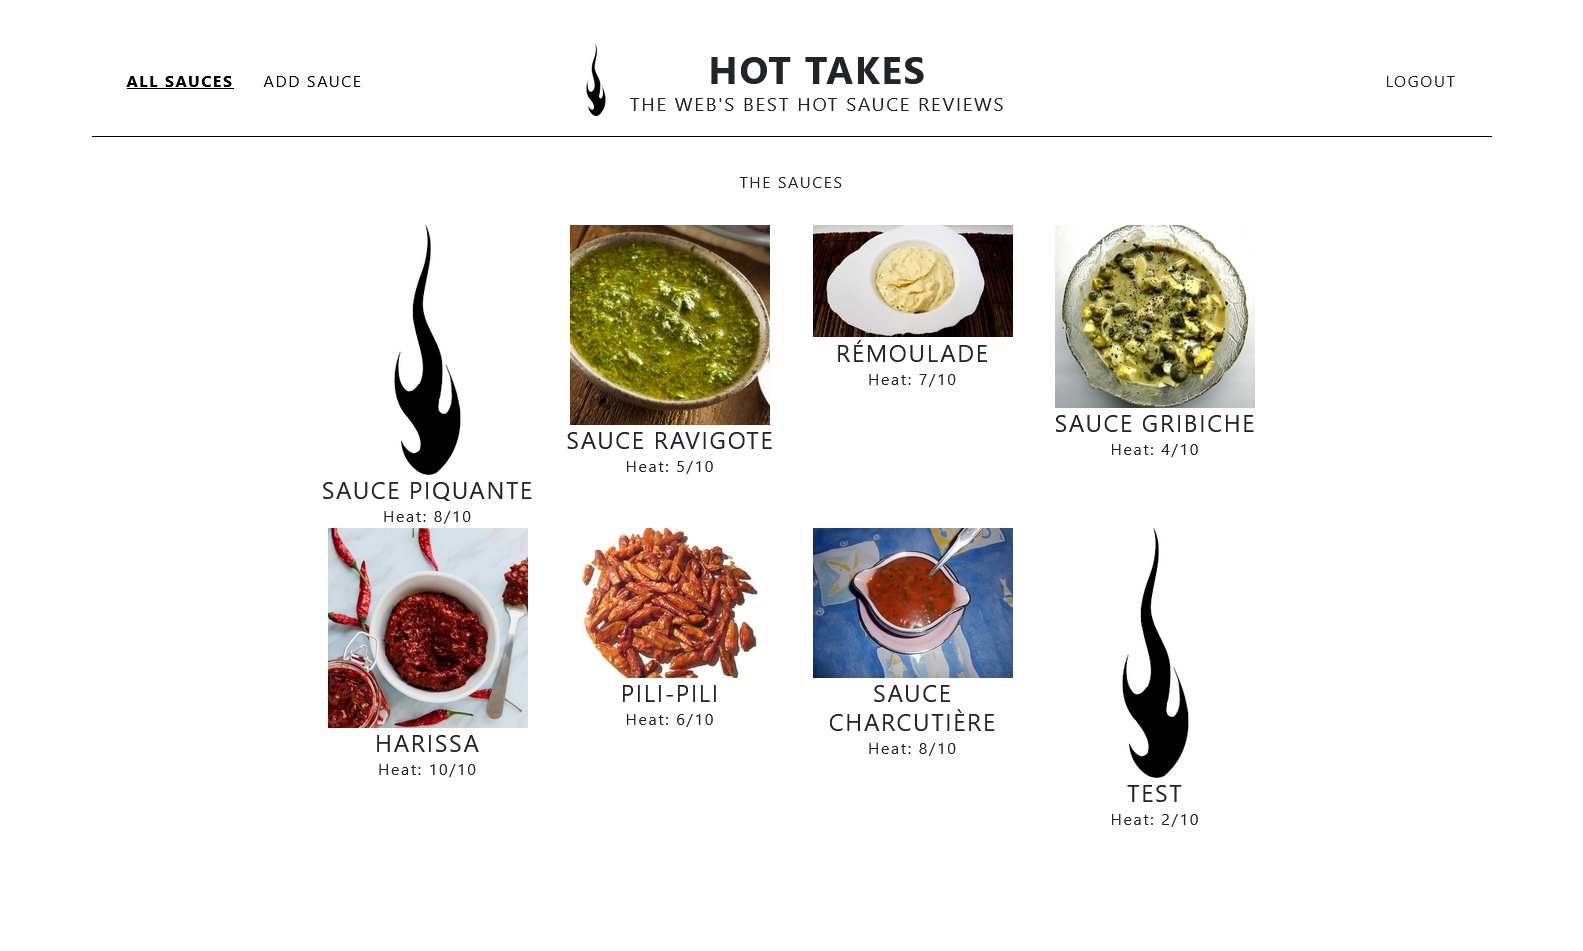 ALL SAUCES
ADD SAUCE
HOT TAKES
THE WEB'S BEST HOT SAUCE REVIEWS
LOGOUT
THE SAUCES
SAUCE PIQUANTE
Heat: 8/10
SAUCE RAVIGOTE
Heat: 5/10
RÉMOULADE
Heat: 7/10
SAUCE GRIBICHE
Heat: 4/10
HARISSA
Heat: 10/10
PILI-PILI
Heat: 6/10
SAUCE
CHARCUTIÈRE
Heat: 8/10
TEST
Heat: 2/10